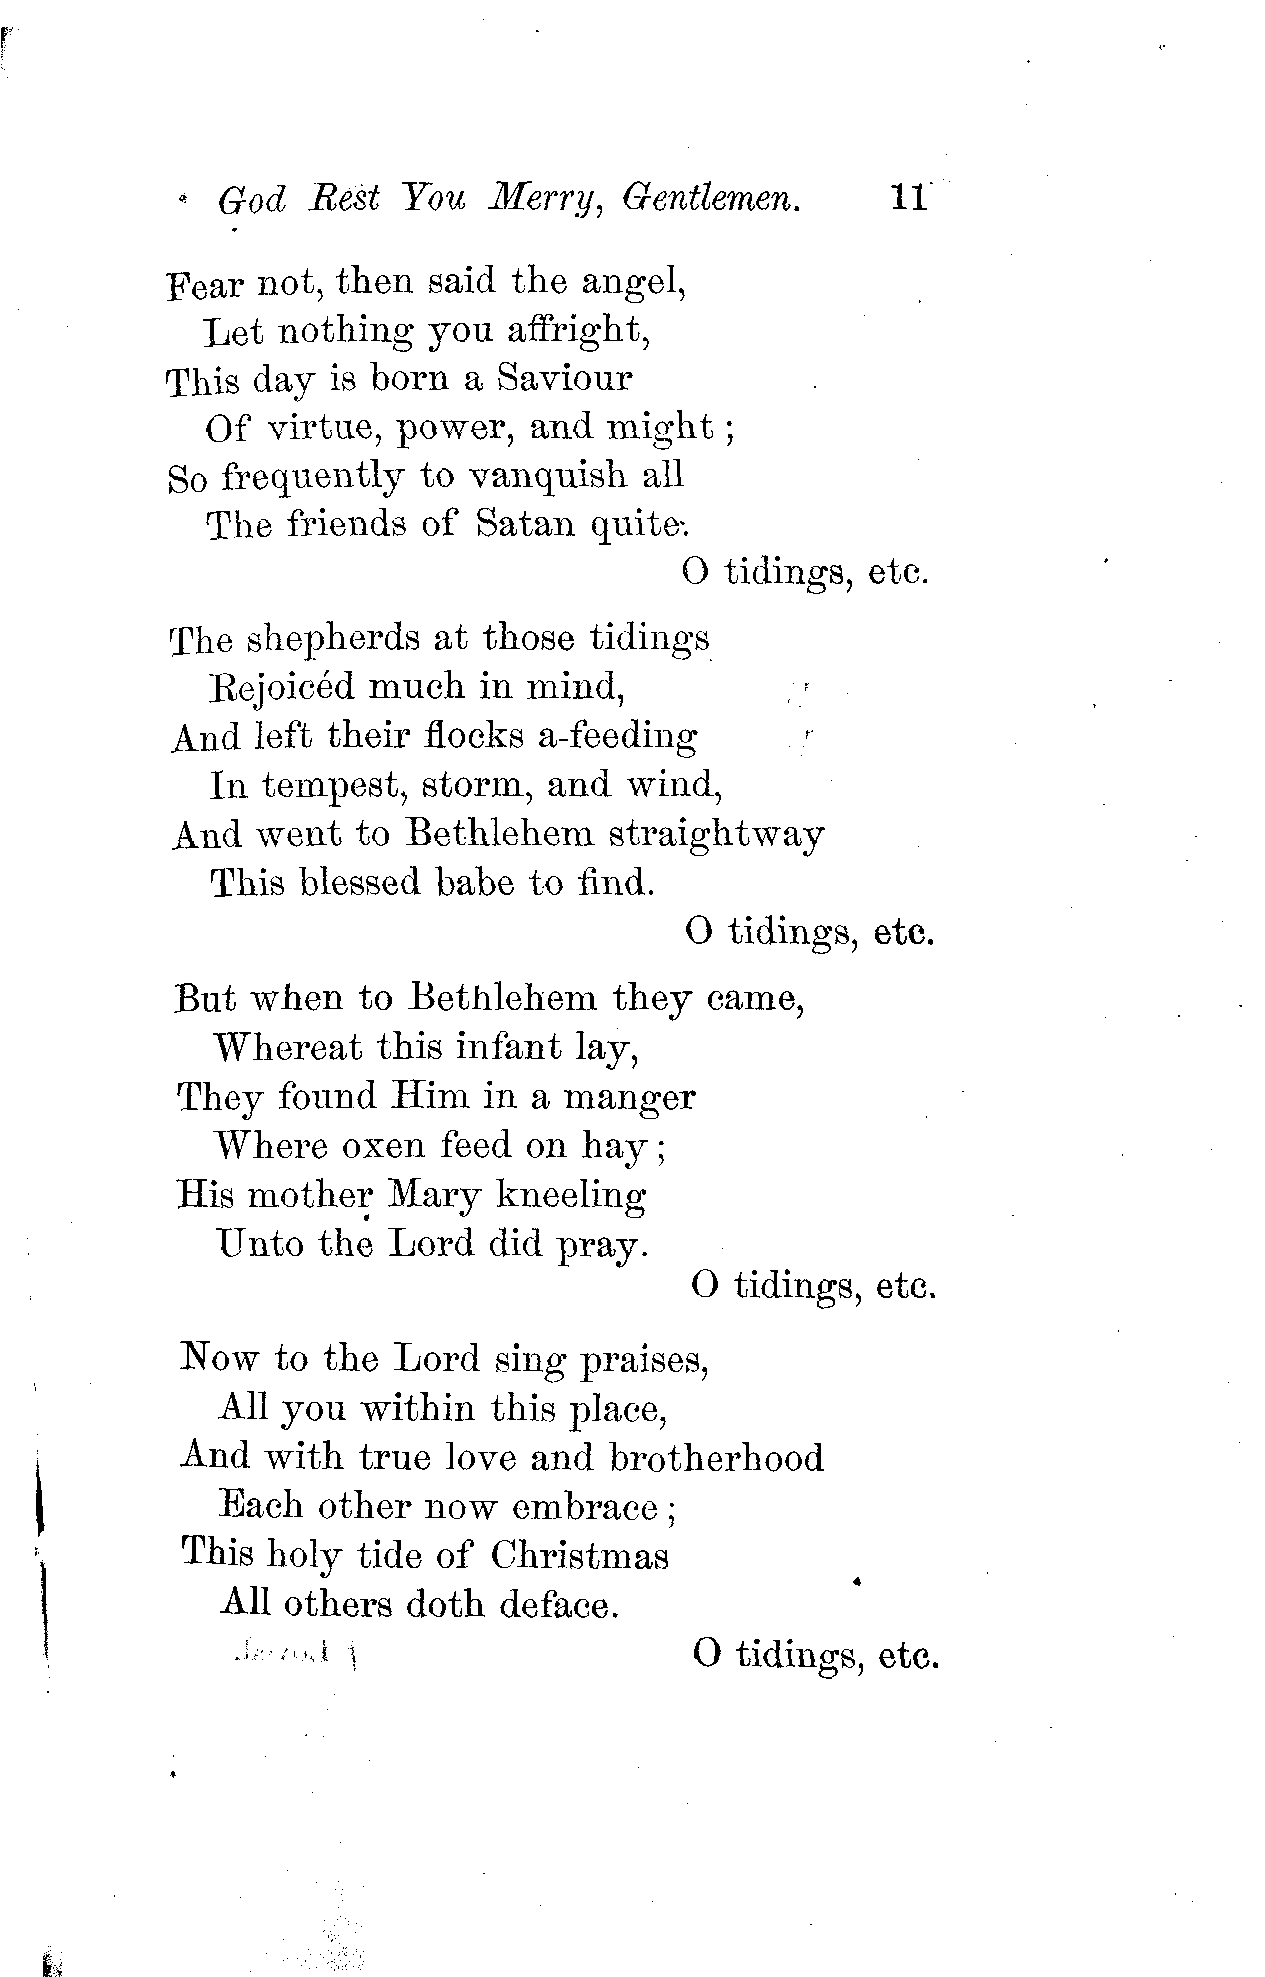 God Rest You Merry, Gentlemen. 11
Fear not, then said the angel,
Let nothing you affright,
This day is born a Saviour
Of virtue, power, and might ;
So frequently to vanquish all
The friends of Satan quite.
O tidings, etc.
The shepherds at those tidings
Rejoicéd much in mind,
And left their flocks a-feeding
In tempest, storm, and wind,
And went to Bethlehem straightway
This blessed babe to find.
O tidings, etc.
But when to Bethlehem they came,
Whereat this infant lay,
They found Him in a manger
Where oxen feed on hay ;
His mother Mary kneeling
Unto the Lord did pray.
O tidings, etc.
Now to the Lord sing praises,
All you within this place,
And with true love and brotherhood
Each other now embrace ;
This holy tide of Christmas
All others doth deface.
O tidings, etc.